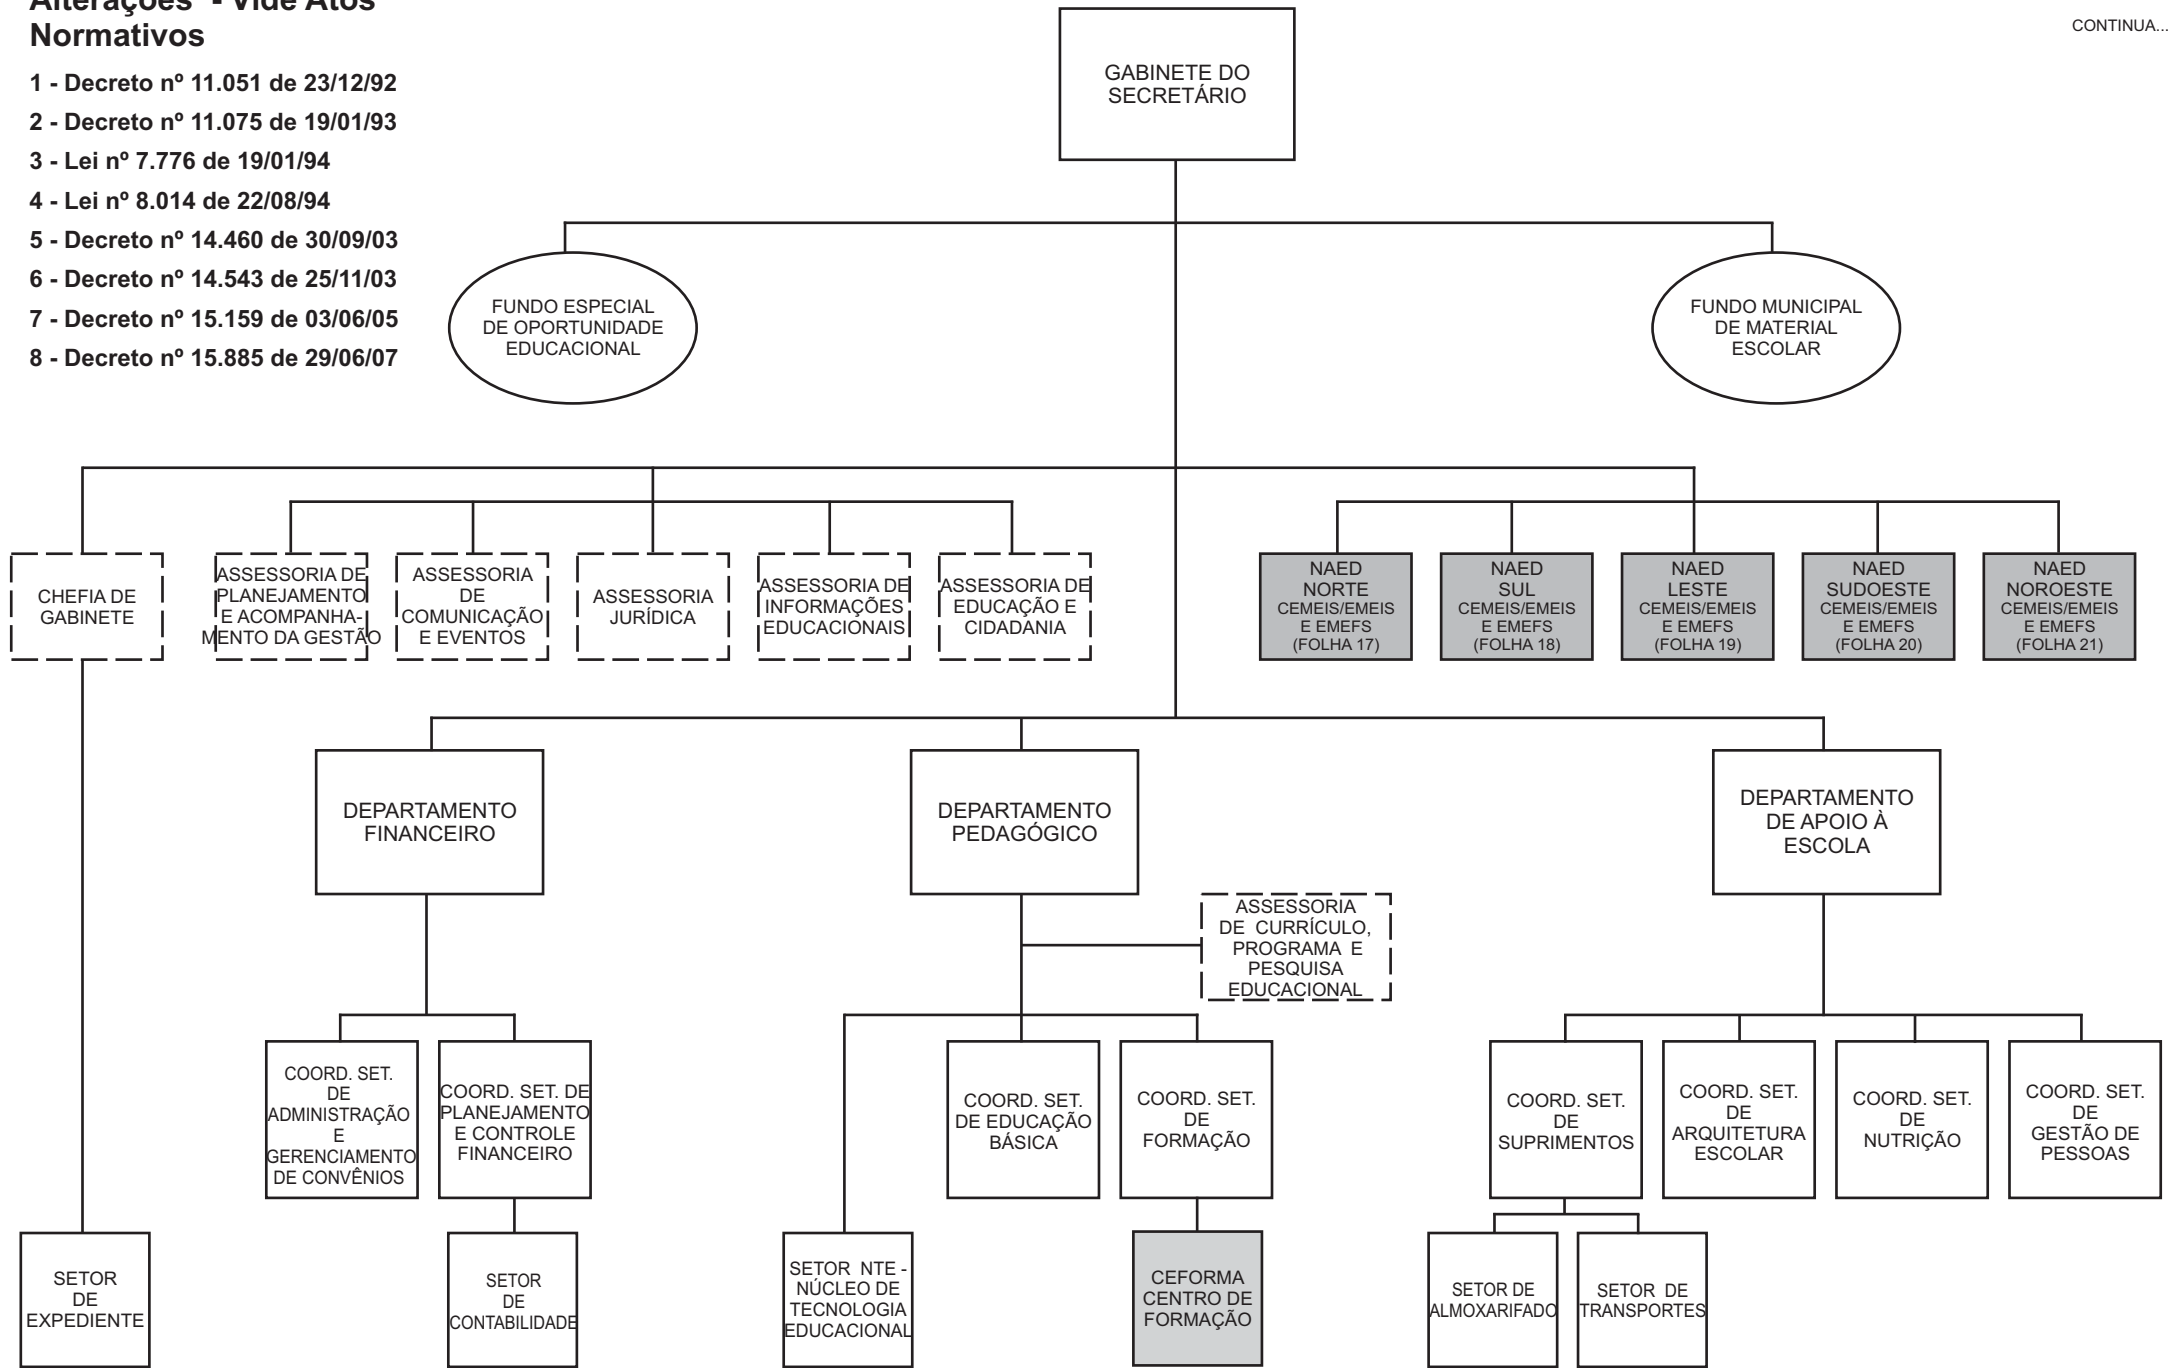 Alterações - Vide Atos
Normativos
1 - Decreto nº 11.051 de 23/12/92
2 - Decreto nº 11.075 de 19/01/93
3 - Lei nº 7.776 de 19/01/94
4 - Lei nº 8.014 de 22/08/94
5 - Decreto nº 14.460 de 30/09/03
6 - Decreto nº 14.543 de 25/11/03
7 - Decreto nº 15.159 de 03/06/05
8 - Decreto nº 15.885 de 29/06/07
CONTINUA...
GABINETE DO
SECRETÁRIO
FUNDO ESPECIAL
DE OPORTUNIDADE
EDUCACIONAL
FUNDO MUNICIPAL
DE MATERIAL
ESCOLAR
CHEFIA DE
GABINETE
ASSESSORIA DE
PLANEJAMENTO
E ACOMPANHA-
MENTO DA GESTÃO
ASSESSORIA
DE
COMUNICAÇÃO
E EVENTOS
ASSESSORIA
JURÍDICA
ASSESSORIA DE
INFORMAÇÕES
EDUCACIONAIS
ASSESSORIA DE
EDUCAÇÃO E
CIDADANIA
NAED
NORTE
CEMEIS/EMEIS
E EMEFS
(FOLHA 17)
NAED
SUL
CEMEIS/EMEIS
E EMEFS
(FOLHA 18)
NAED
LESTE
CEMEIS/EMEIS
E EMEFS
(FOLHA 19)
NAED
SUDOESTE
CEMEIS/EMEIS
E EMEFS
(FOLHA 20)
NAED
NOROESTE
CEMEIS/EMEIS
E EMEFS
(FOLHA 21)
DEPARTAMENTO
FINANCEIRO
DEPARTAMENTO
PEDAGÓGICO
DEPARTAMENTO
DE APOIO À
ESCOLA
ASSESSORIA
DE CURRÍCULO,
PROGRAMA E
PESQUISA
EDUCACIONAL
COORD. SET.
DE
ADMINISTRAÇÃO
E
GERENCIAMENTO
DE CONVÊNIOS
COORD. SET. DE
PLANEJAMENTO
E CONTROLE
FINANCEIRO
COORD. SET.
DE EDUCAÇÃO
BÁSICA
COORD. SET.
DE
FORMAÇÃO
COORD. SET.
DE
SUPRIMENTOS
COORD. SET.
DE
ARQUITETURA
ESCOLAR
COORD. SET.
DE
NUTRIÇÃO
COORD. SET.
DE
GESTÃO DE
PESSOAS
SETOR
DE
EXPEDIENTE
SETOR
DE
CONTABILIDADE
SETOR NTE -
NÚCLEO DE
TECNOLOGIA
EDUCACIONAL
CEFORMA
CENTRO DE
FORMAÇÃO
SETOR DE
ALMOXARIFADO
SETOR DE
TRANSPORTES